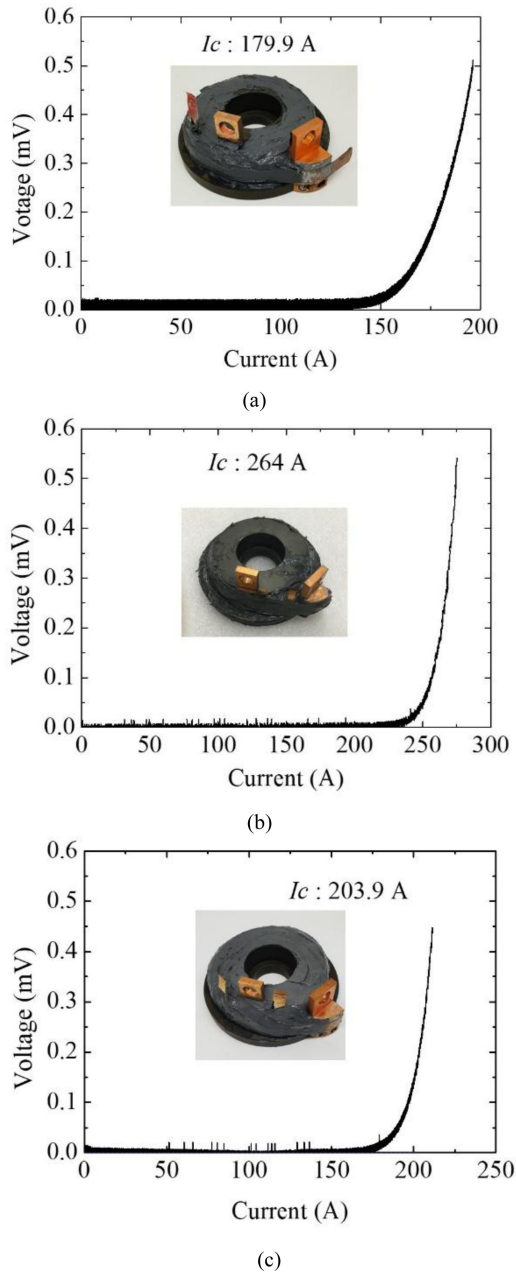 0.6
Ic : 179.9 A
0.5
0.4
Votage (mV)
0.3
0.2
0.1
0.0
0 50 100 150 200
Current (A)
(a)
0.6
Ic : 264 A
0.5
0.4
Voltage (mV)
0.3
0.2
0.1
0.0
0 50 100 150 200 250 300
Current (A)
(b)
0.6
Ic : 203.9 A
0.5
0.4
Voltage (mV)
0.3
0.2
0.1
0.0
0 50 100 150 200 250
Current (A)
(c)